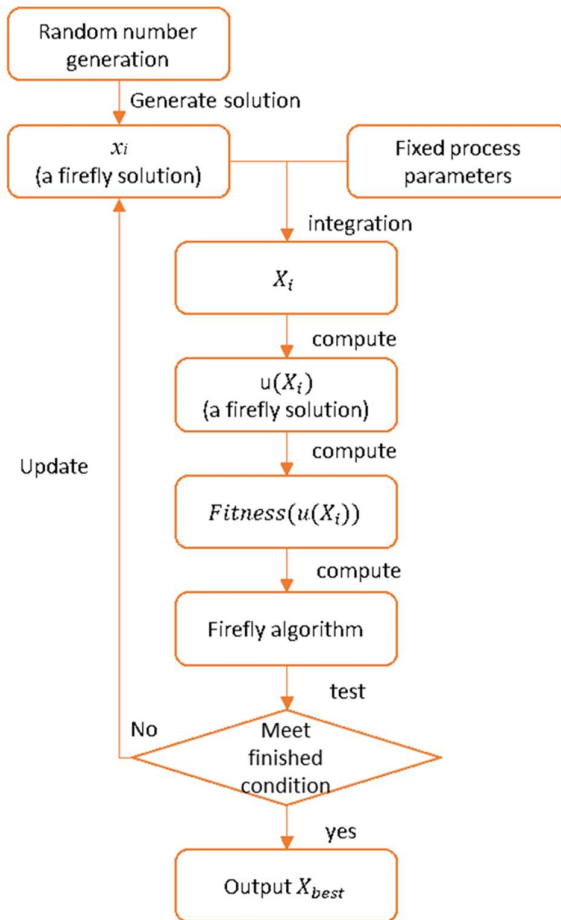 Random number
generation
Generate solution
xᵢ
(a firefly solution)
Fixed process
parameters
integration
Xᵢ
compute
u(Xᵢ)
(a firefly solution)
compute
Update
Fitness(u(Xᵢ))
compute
Firefly algorithm
test
No
Meet
finished
condition
yes
Output X_best